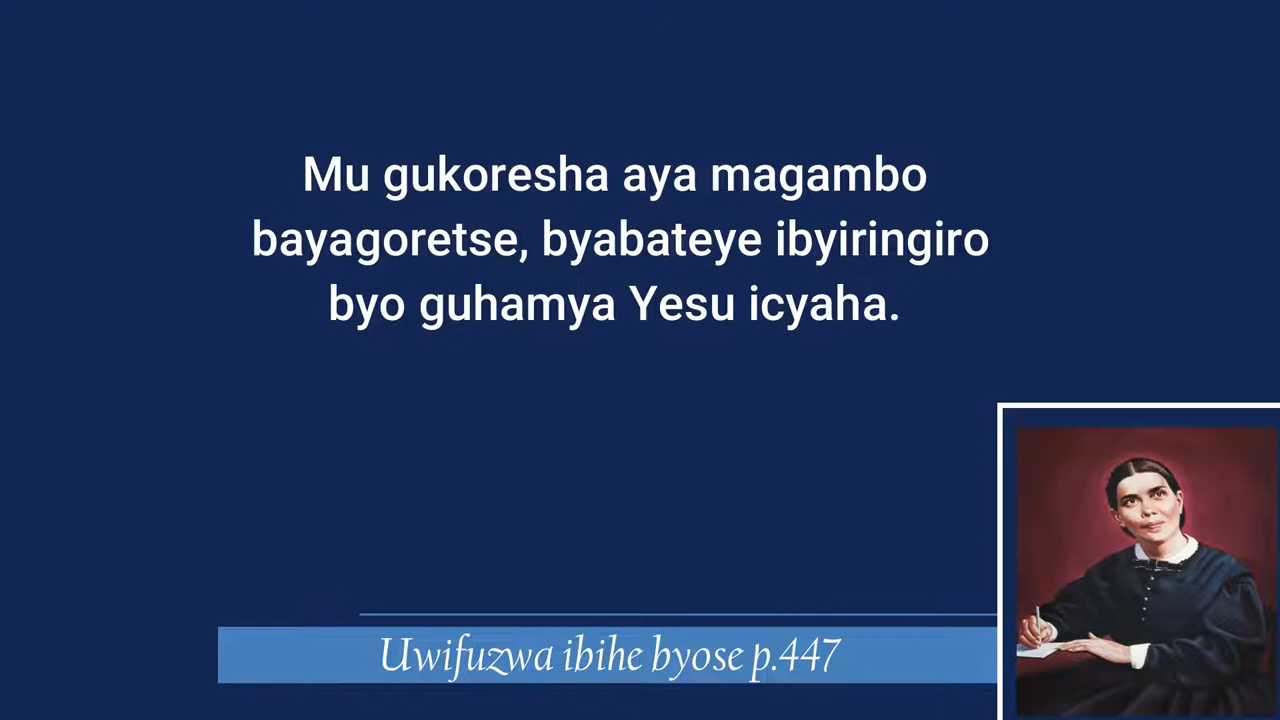 Mu gukoresha aya magambo
bayagoretse, byabateye ibyiringiro
byo guhamya Yesu icyaha.
Uwifuzwa ibihe byose p.447